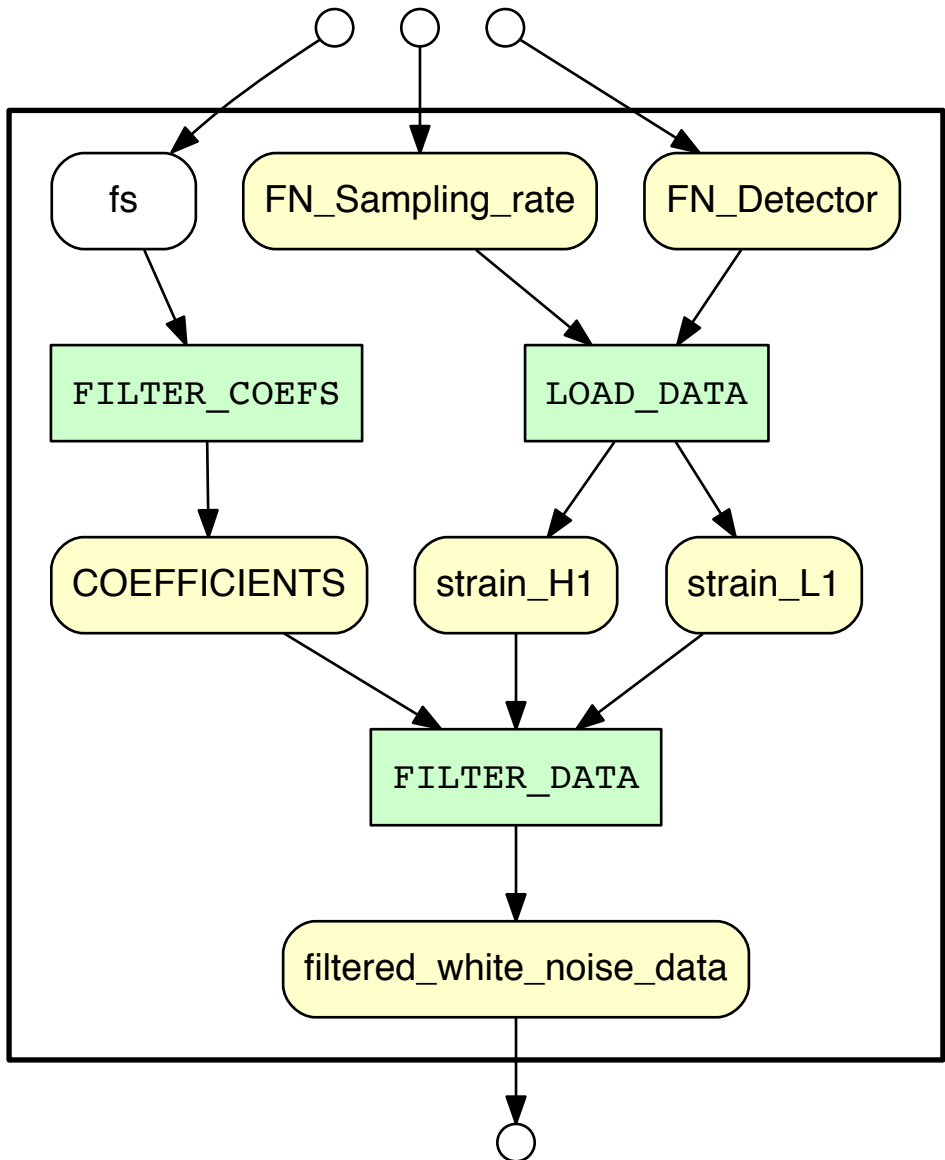 fs
FN_Sampling_rate
FN_Detector
FILTER_COEFS
LOAD_DATA
COEFFICIENTS
strain_H1
strain_L1
FILTER_DATA
filtered_white_noise_data